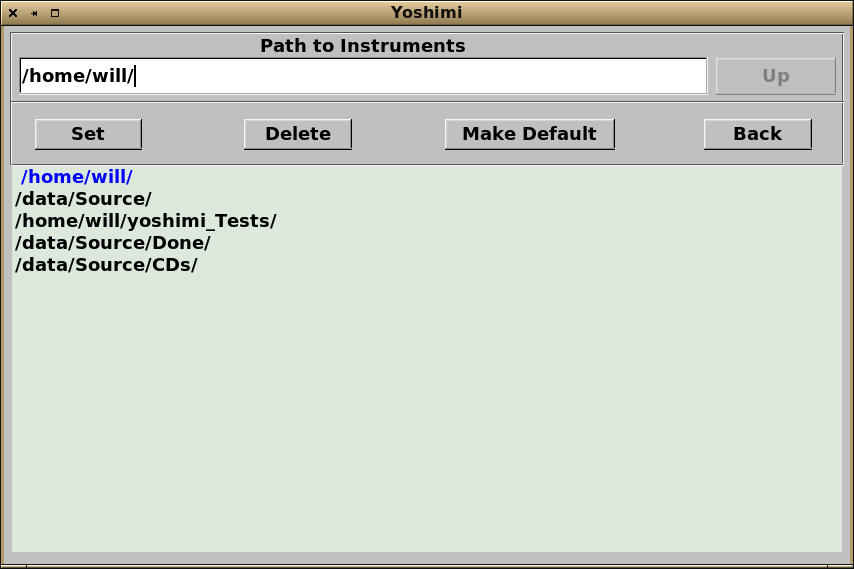 Yoshimi
Path to Instruments
/home/will/
Up
Set
Delete
Make Default
Back
/home/will/
/data/Source/
/home/will/yoshimi_Tests/
/data/Source/Done/
/data/Source/CDs/